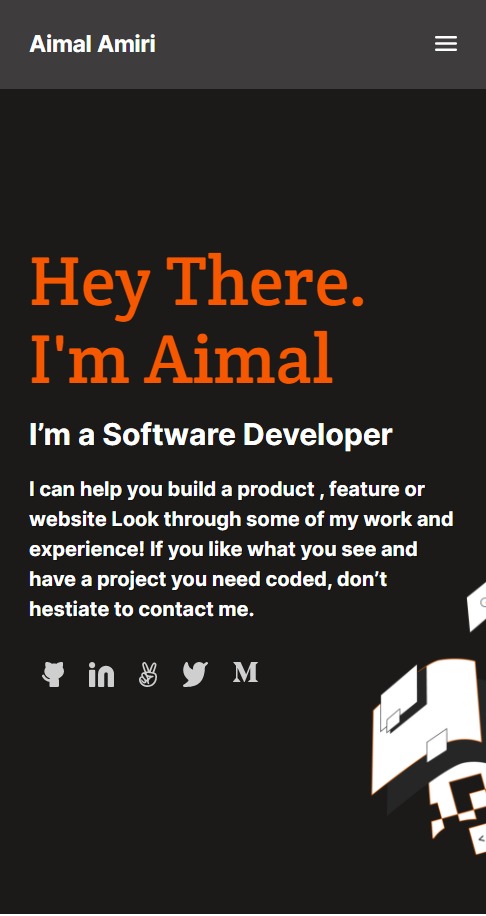 Aimal Amiri
Hey There.
I'm Aimal
I’m a Software Developer
I can help you build a product , feature or
website Look through some of my work and
experience! If you like what you see and
have a project you need coded, don’t
hestiate to contact me.